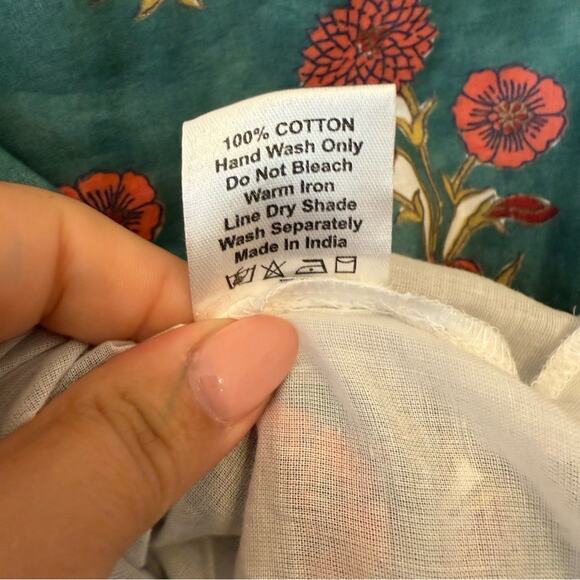 100% COTTON
Hand Wash Only
Do Not Bleach
Warm Iron
Line Dry Shade
Wash Separately
Made In India